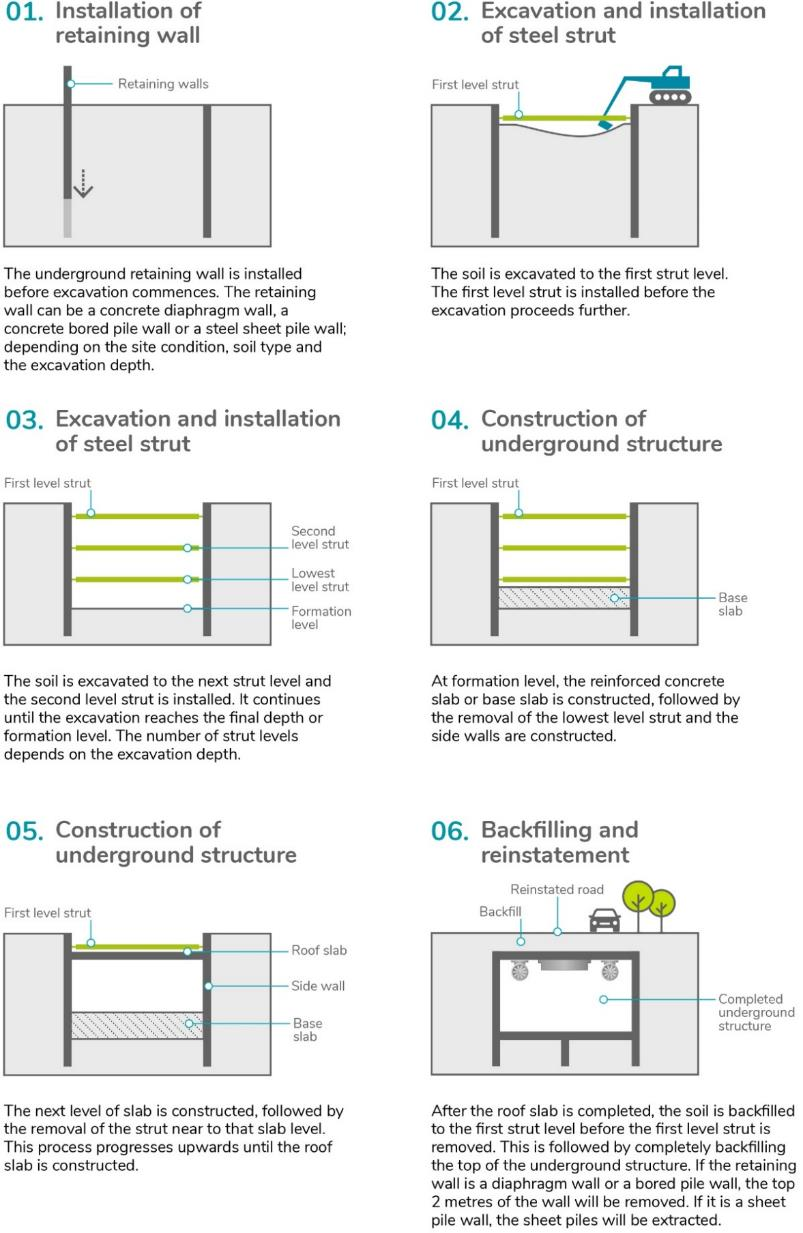 01. Installation of
retaining wall
Retaining walls
The underground retaining wall is installed
before excavation commences. The retaining
wall can be a concrete diaphragm wall, a
concrete bored pile wall or a steel sheet pile wall;
depending on the site condition, soil type and
the excavation depth.
02. Excavation and installation
of steel strut
First level strut
The soil is excavated to the first strut level.
The first level strut is installed before the
excavation proceeds further.
03. Excavation and installation
of steel strut
First level strut
Second
level strut
Lowest
level strut
Formation
level
The soil is excavated to the next strut level and
the second level strut is installed. It continues
until the excavation reaches the final depth or
formation level. The number of strut levels
depends on the excavation depth.
04. Construction of
underground structure
First level strut
Base
slab
At formation level, the reinforced concrete
slab or base slab is constructed, followed by
the removal of the lowest level strut and the
side walls are constructed.
05. Construction of
underground structure
First level strut
Roof slab
Side wall
Base
slab
The next level of slab is constructed, followed by
the removal of the strut near to that slab level.
This process progresses upwards until the roof
slab is constructed.
06. Backfilling and
reinstatement
Reinstated road
Backfill
Completed
underground
structure
After the roof slab is completed, the soil is backfilled
to the first strut level before the first level strut is
removed. This is followed by completely backfilling
the top of the underground structure. If the retaining
wall is a diaphragm wall or a bored pile wall, the top
2 metres of the wall will be removed. If it is a sheet
pile wall, the sheet piles will be extracted.